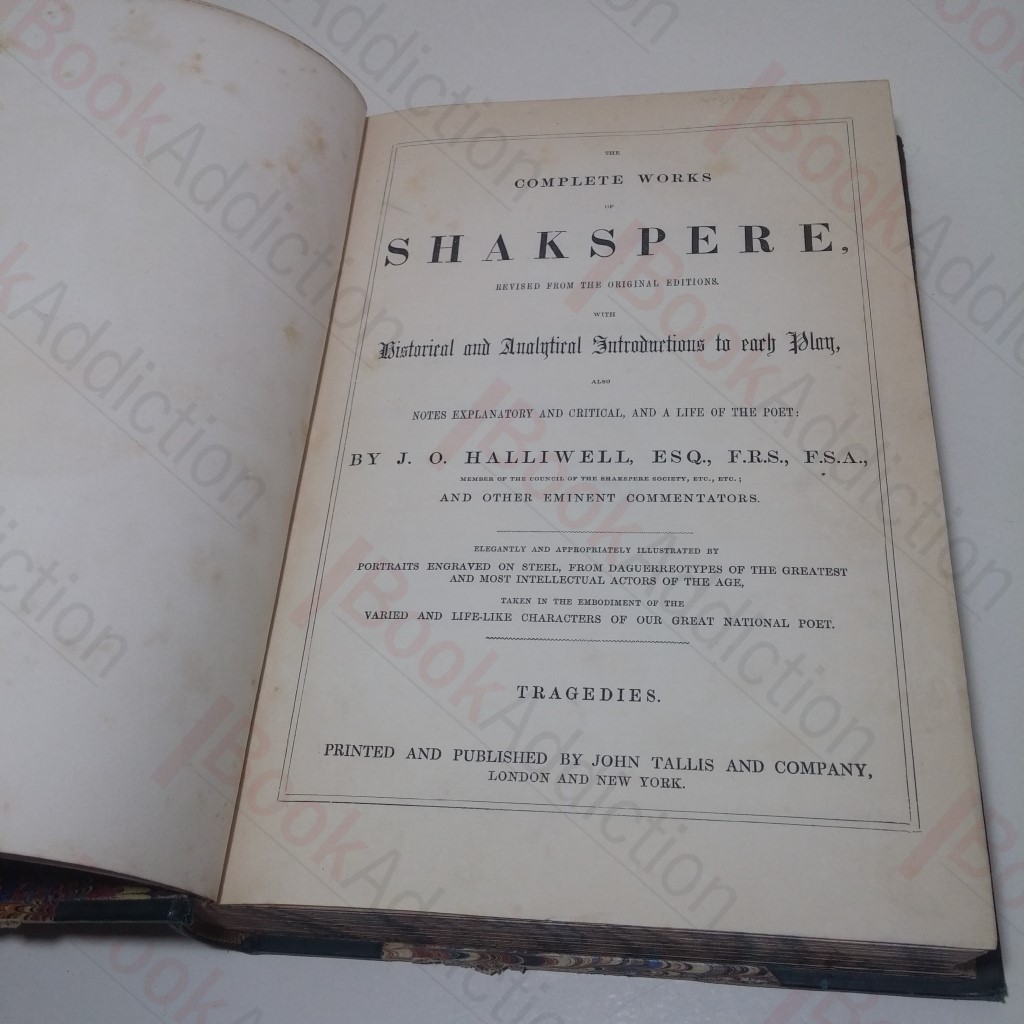 THE
COMPLETE WORKS
OF
SHAKSPERE,
REVISED FROM THE ORIGINAL EDITIONS.
WITH
Historical and Analytical Introductions to each Play,
ALSO
NOTES EXPLANATORY AND CRITICAL, AND A LIFE OF THE POET:
BY J. O. HALLIWELL, ESQ., F.R.S., F.S.A.,
MEMBER OF THE COUNCIL OF THE SHAKSPERE SOCIETY, ETC., ETC.;
AND OTHER EMINENT COMMENTATORS.
ELEGANTLY AND APPROPRIATELY ILLUSTRATED BY
PORTRAITS ENGRAVED ON STEEL, FROM DAGUERREOTYPES OF THE GREATEST
AND MOST INTELLECTUAL ACTORS OF THE AGE,
TAKEN IN THE EMBODIMENT OF THE
VARIED AND LIFE-LIKE CHARACTERS OF OUR GREAT NATIONAL POET.
TRAGEDIES.
PRINTED AND PUBLISHED BY JOHN TALLIS AND COMPANY,
LONDON AND NEW YORK.
BookAddiction